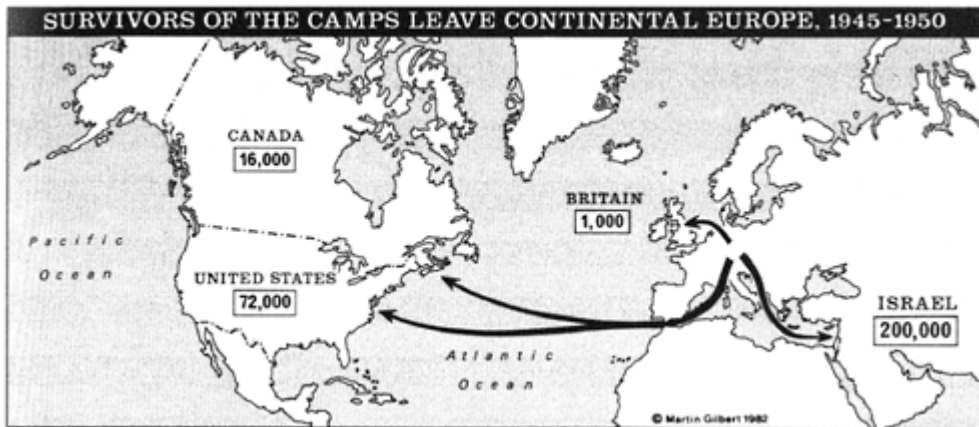 SURVIVORS OF THE CAMPS LEAVE CONTINENTAL EUROPE, 1945-1950
CANADA
16,000
BRITAIN
1,000
Pacific
Ocean
UNITED STATES
72,000
ISRAEL
200,000
Atlantic
Ocean
© Martin Gilbert 1982